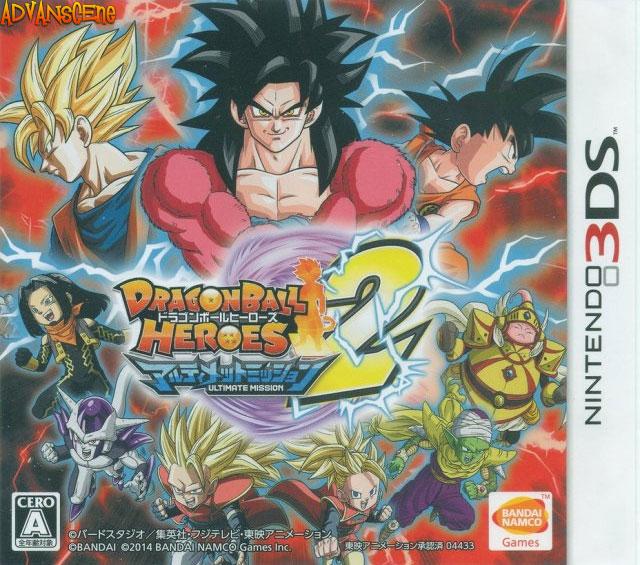 ADVANSCENE
NINTENDO3DS™
DRAGONBALL
ドラゴンボールヒーローズ
HEROES
2
アルティメットミッション
ULTIMATE MISSION
CERO
A
全年齢対象
©バードスタジオ／集英社・フジテレビ・東映アニメーション
©BANDAI ©2014 BANDAI NAMCO Games Inc.
東映アニメーション承認済 04433
BANDAI
NAMCO
Games
TM